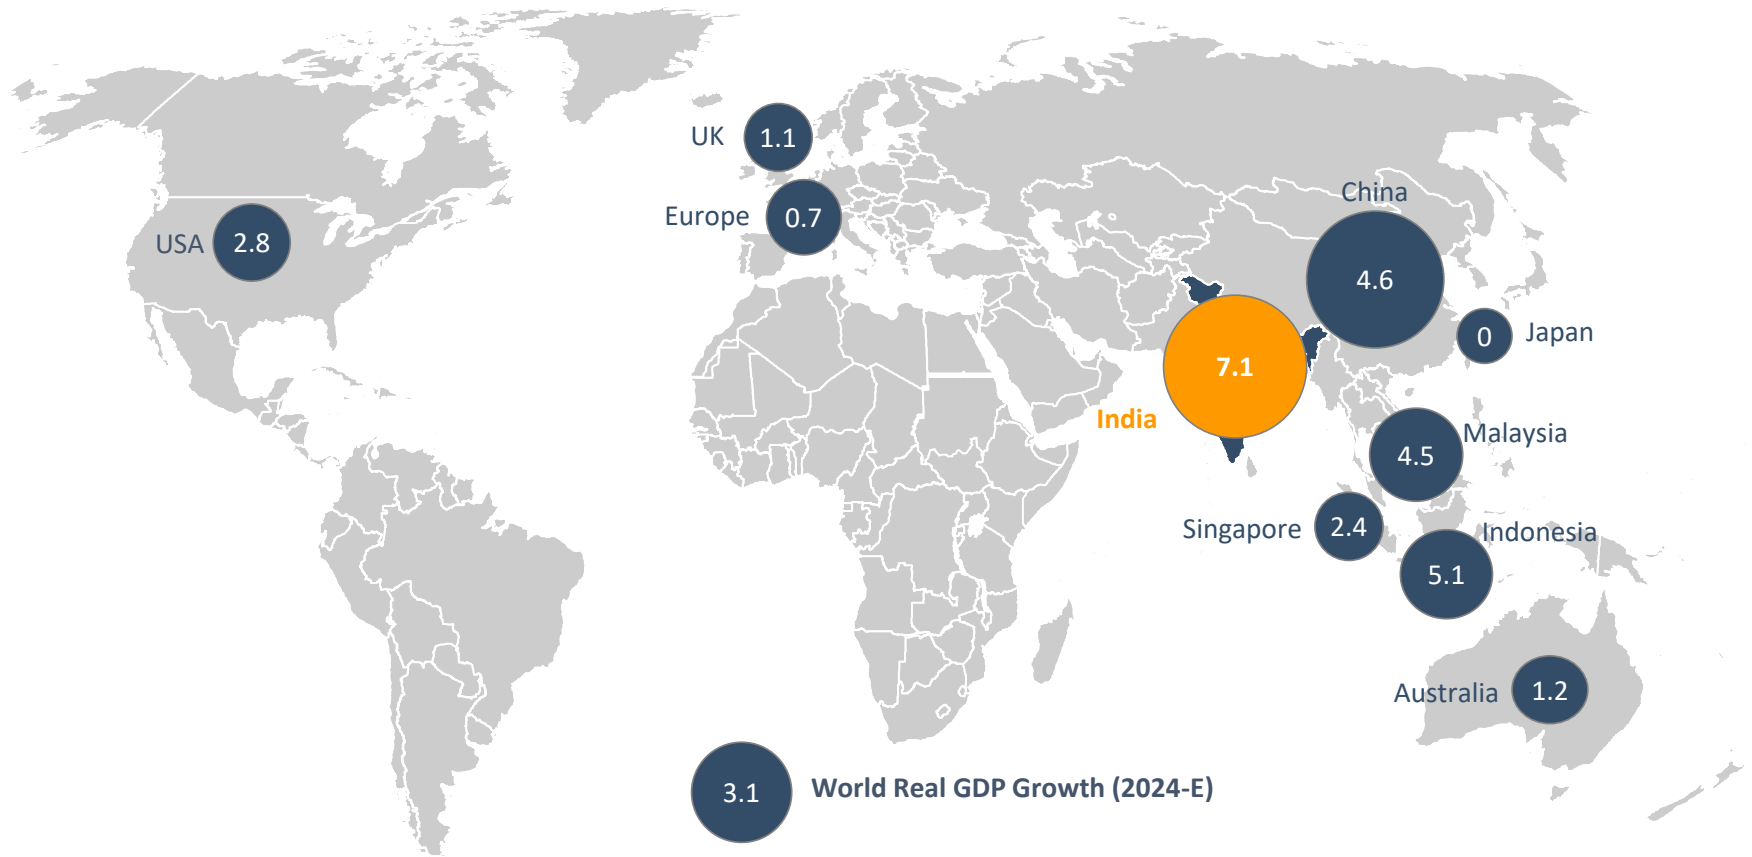 UK
1.1
China
Europe
0.7
USA
2.8
4.6
0
Japan
7.1
India
Malaysia
4.5
Singapore
2.4
Indonesia
5.1
Australia
1.2
3.1
World Real GDP Growth (2024-E)